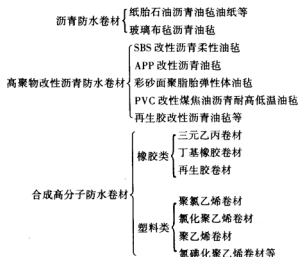 沥青防水卷材
纸胎石油沥青油毡油纸等
玻璃布毡沥青油毡
高聚物改性沥青防水卷材
SBS改性沥青柔性油毡
APP改性沥青油毡
彩砂面聚脂胎弹性体油毡
PVC改性煤焦油沥青耐高低温油毡
再生胶改性沥青油毡等
合成高分子防水卷材
橡胶类
三元乙丙卷材
丁基橡胶卷材
再生胶卷材
塑料类
聚氯乙烯卷材
氯化聚乙烯卷材
聚乙烯卷材
氯磺化聚乙烯卷材等